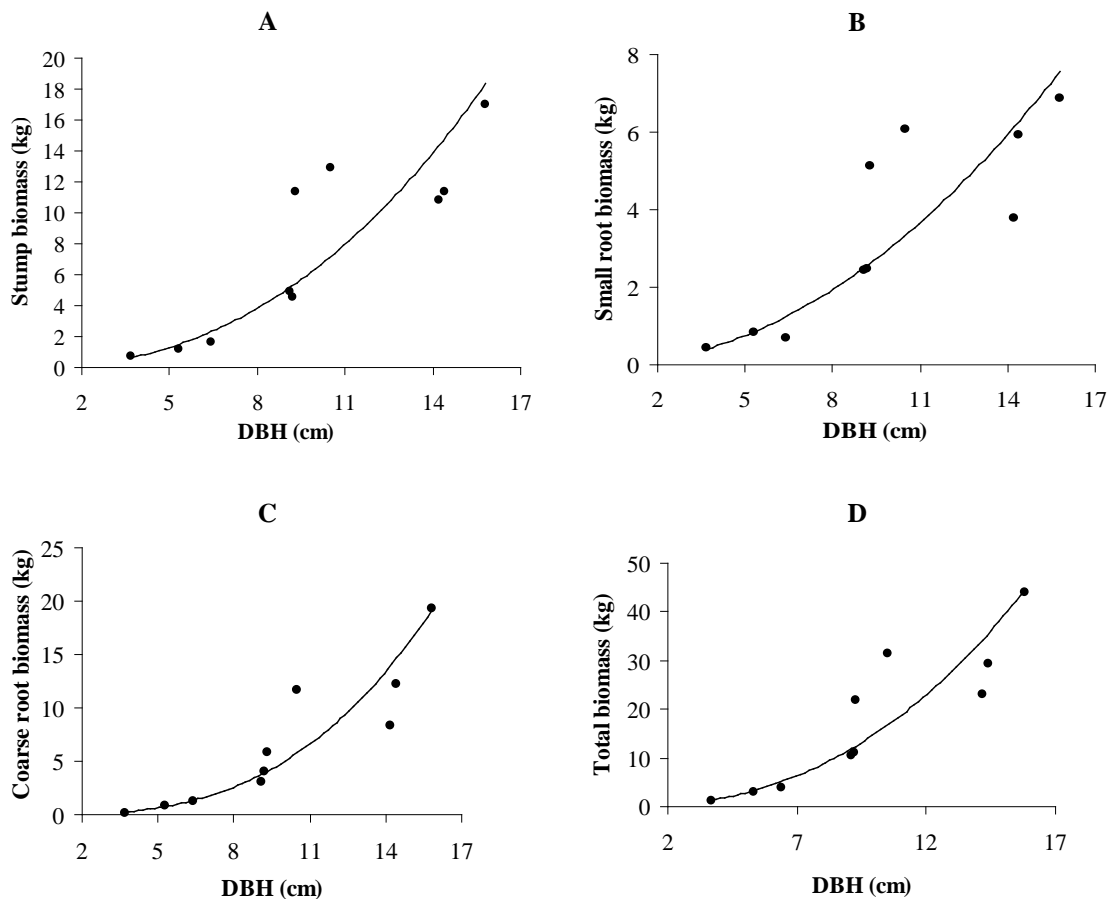 A
Stump biomass (kg)
20
18
16
14
12
10
8
6
4
2
0
2 5 8 11 14 17
DBH (cm)
B
Small root biomass (kg)
8
6
4
2
0
2 5 8 11 14 17
DBH (cm)
C
Coarse root biomass (kg)
25
20
15
10
5
0
2 5 8 11 14 17
DBH (cm)
D
Total biomass (kg)
50
40
30
20
10
0
2 7 12 17
DBH (cm)